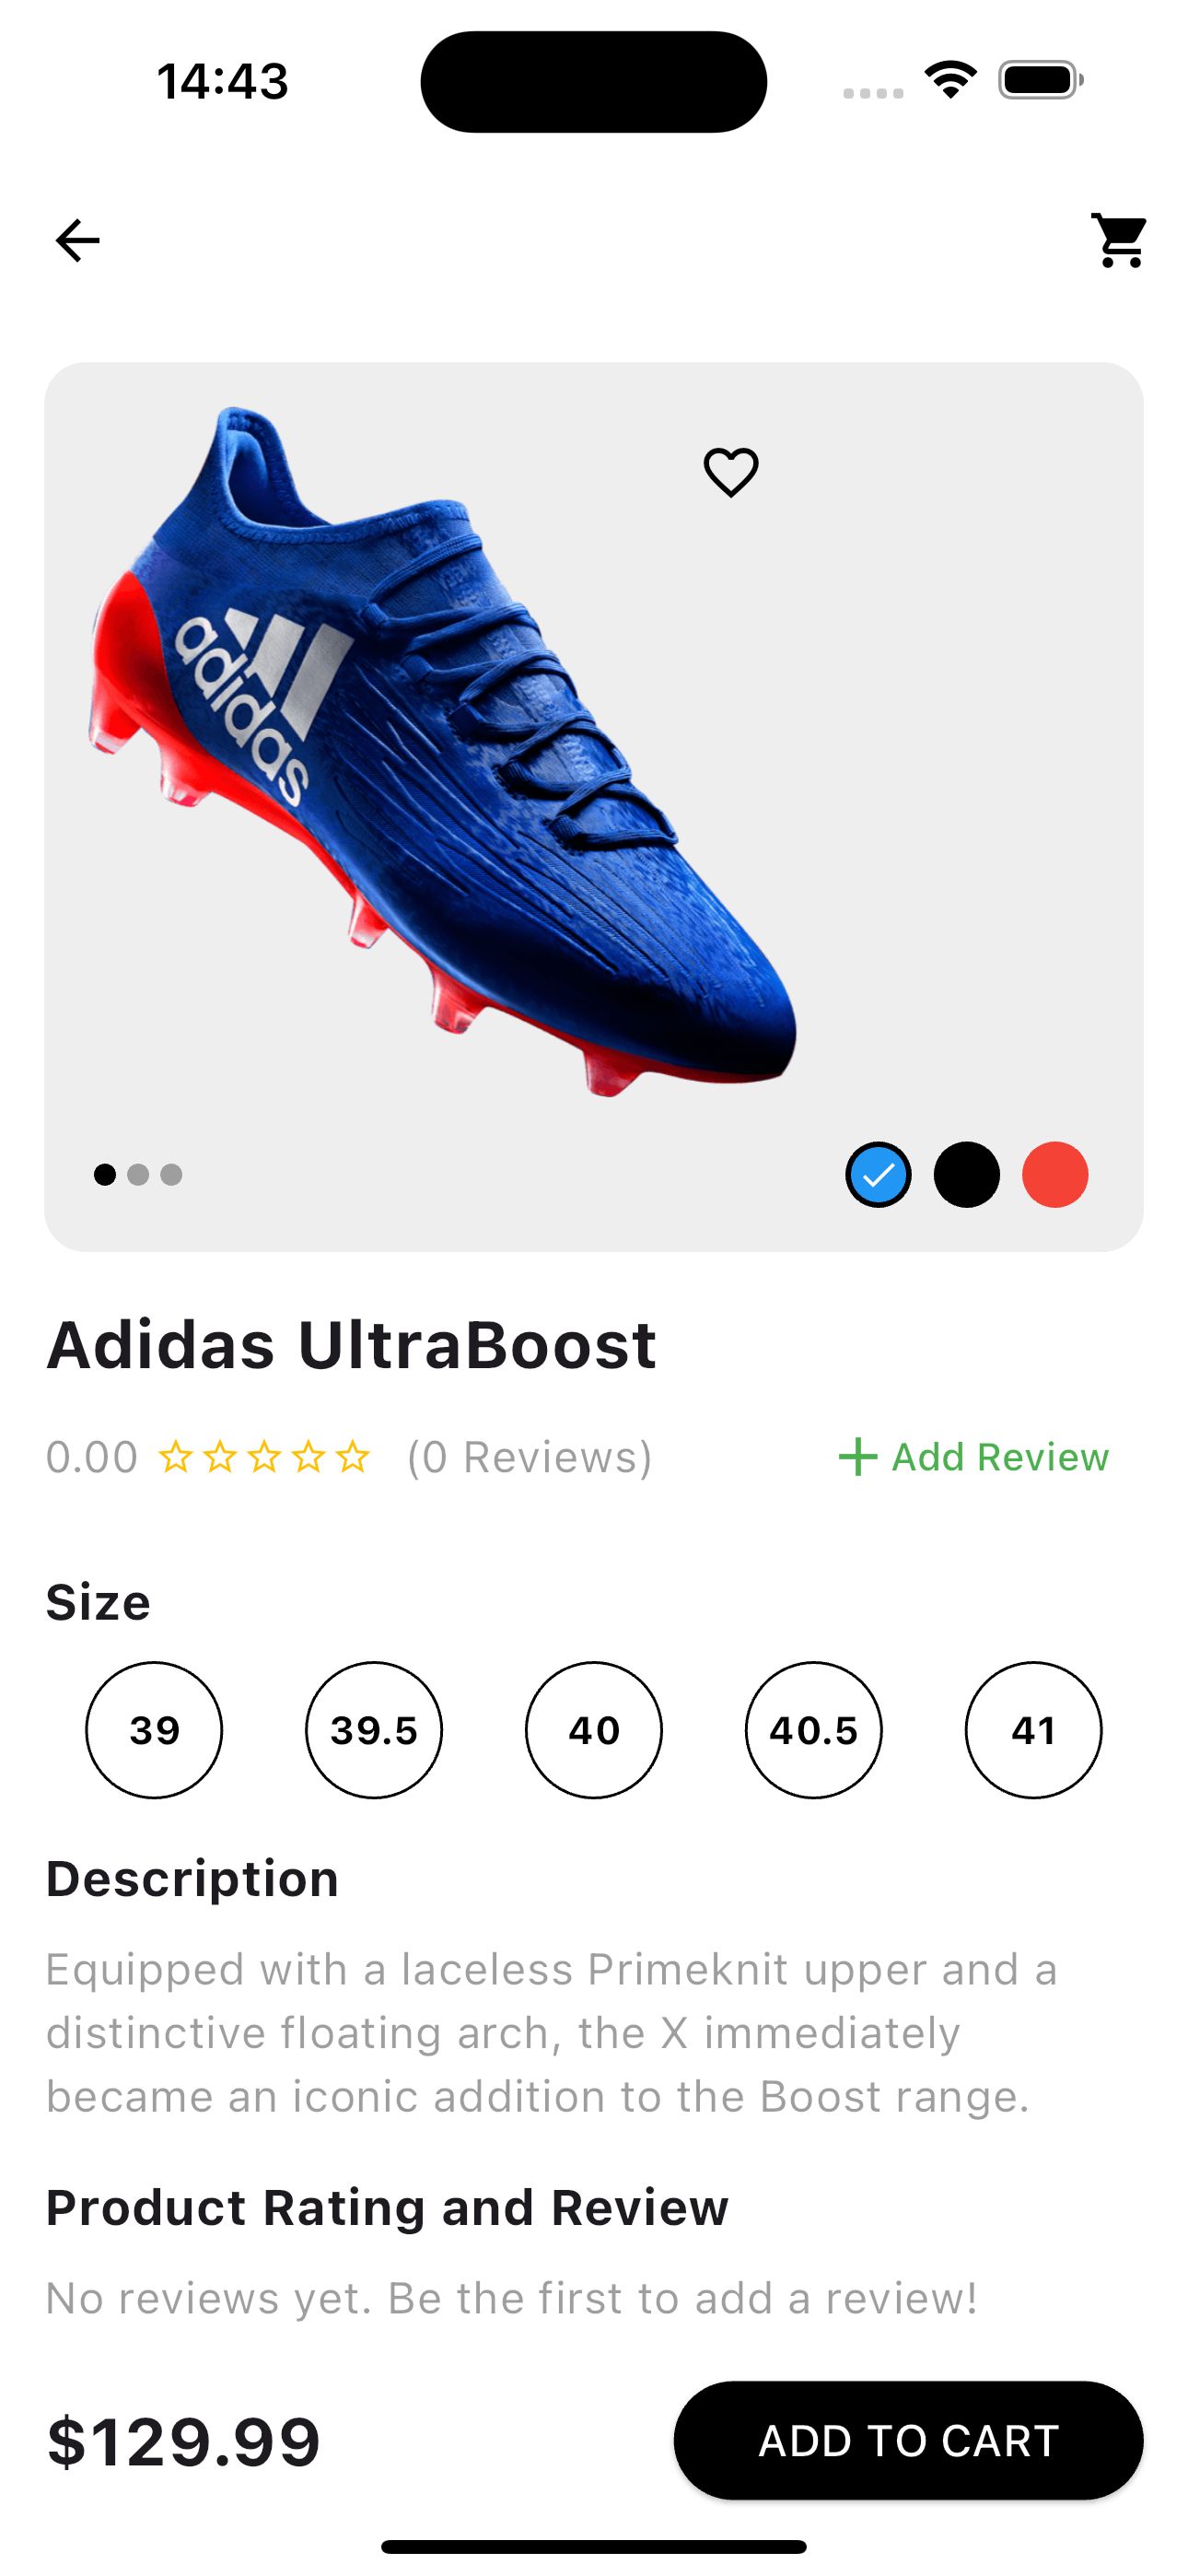 14:43
adidas
Adidas UltraBoost
0.00 (0 Reviews) Add Review
Size
39 39.5 40 40.5 41
Description
Equipped with a laceless Primeknit upper and a
distinctive floating arch, the X immediately
became an iconic addition to the Boost range.
Product Rating and Review
No reviews yet. Be the first to add a review!
$129.99 ADD TO CART